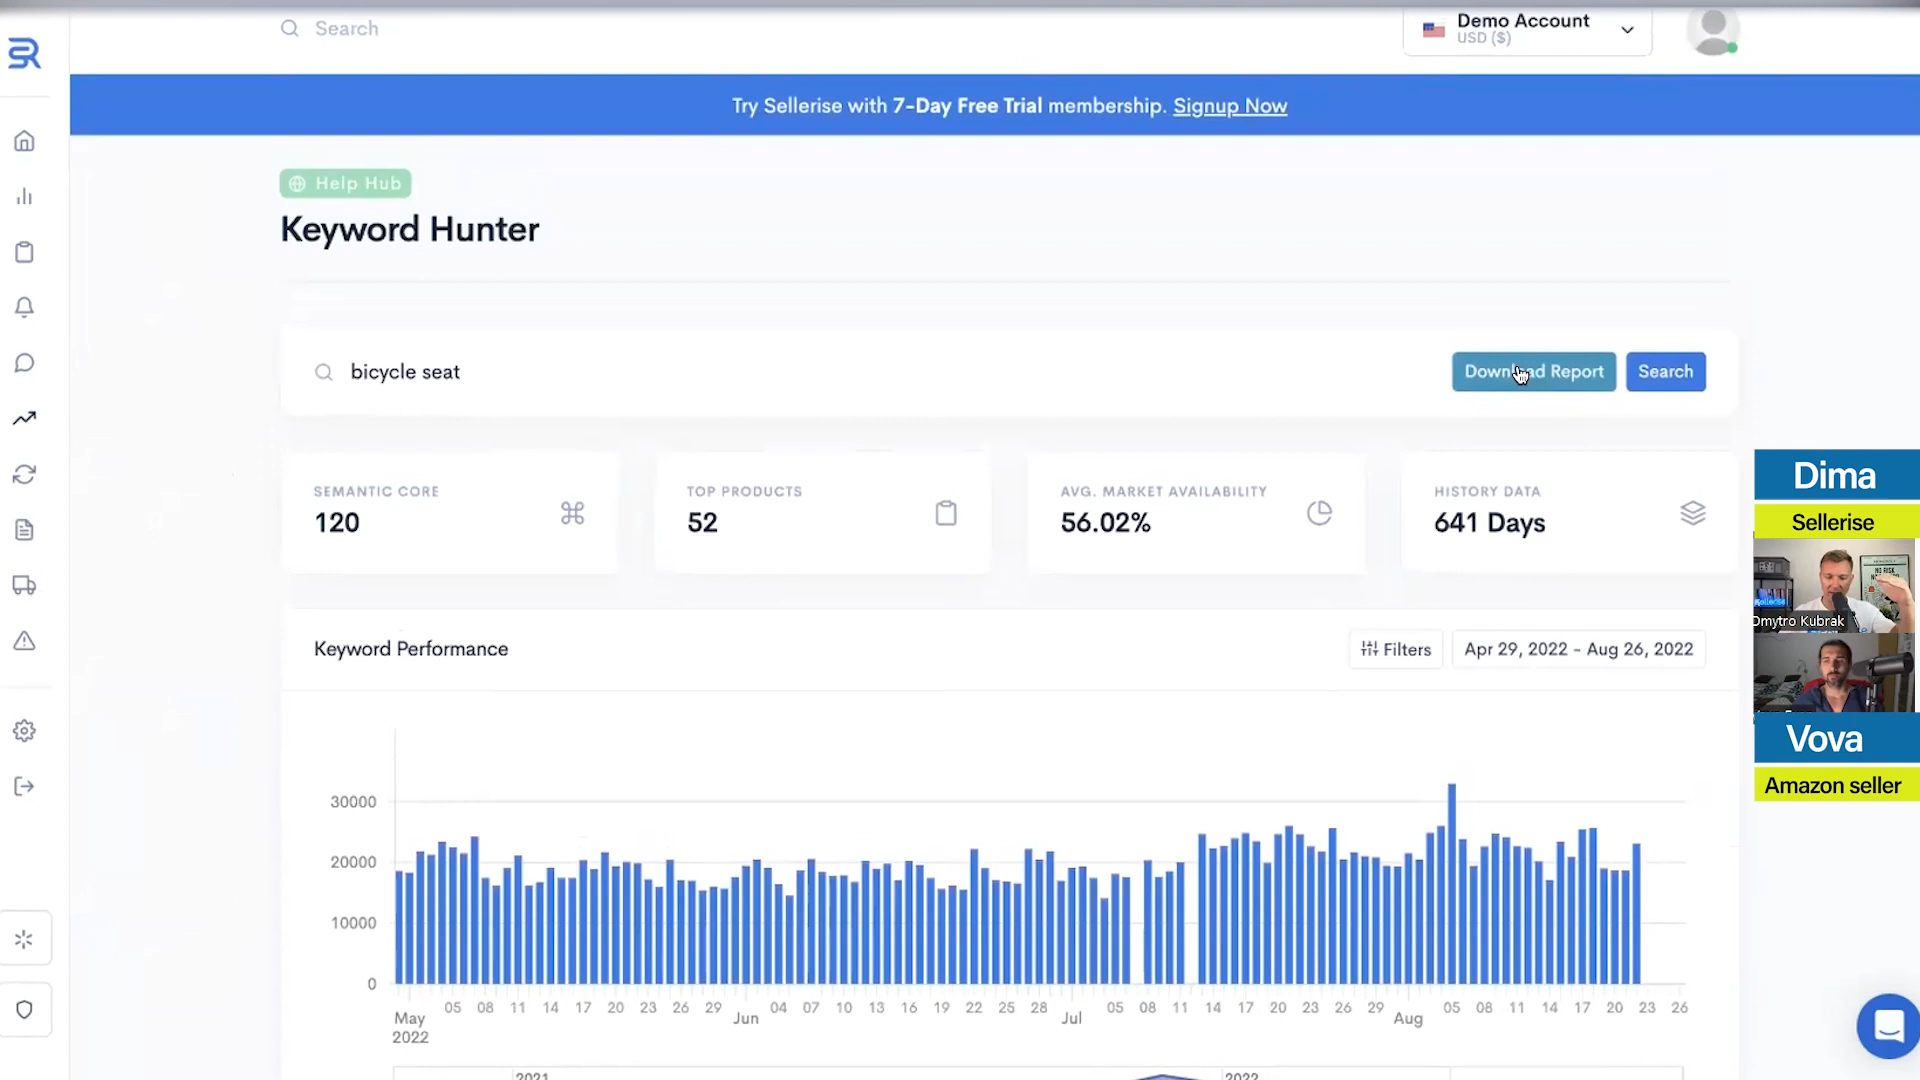 Search
Demo Account
USD ($)
Try Sellerise with 7-Day Free Trial membership. Signup Now
Help Hub
Keyword Hunter
bicycle seat
Download Report
Search
SEMANTIC CORE
120
TOP PRODUCTS
52
AVG. MARKET AVAILABILITY
56.02%
HISTORY DATA
641 Days
Dima
Sellerise
Dmytro Kubrak
Vova
Amazon seller
Keyword Performance
Filters
Apr 29, 2022 - Aug 26, 2022
30000
20000
10000
0
05 08 11 14 17 20 23 26 29 04 07 10 13 16 19 22 25 28 05 08 11 14 17 20 23 26 29 05 08 11 14 17 20 23 26
May Jun Jul Aug
2022
2021 2022